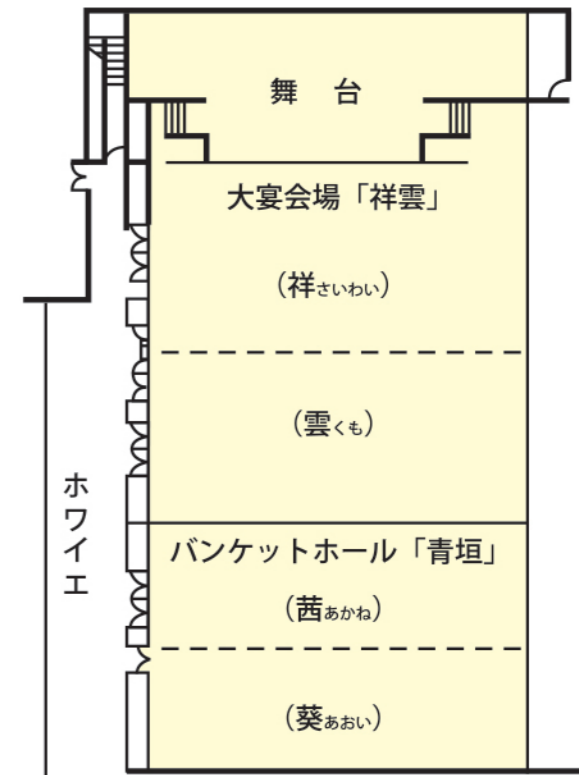 舞 台
大宴会場「祥雲」
（祥さいわい）
（雲くも）
ホワイエ
バンケットホール「青垣」
（茜あかね）
（葵あおい）